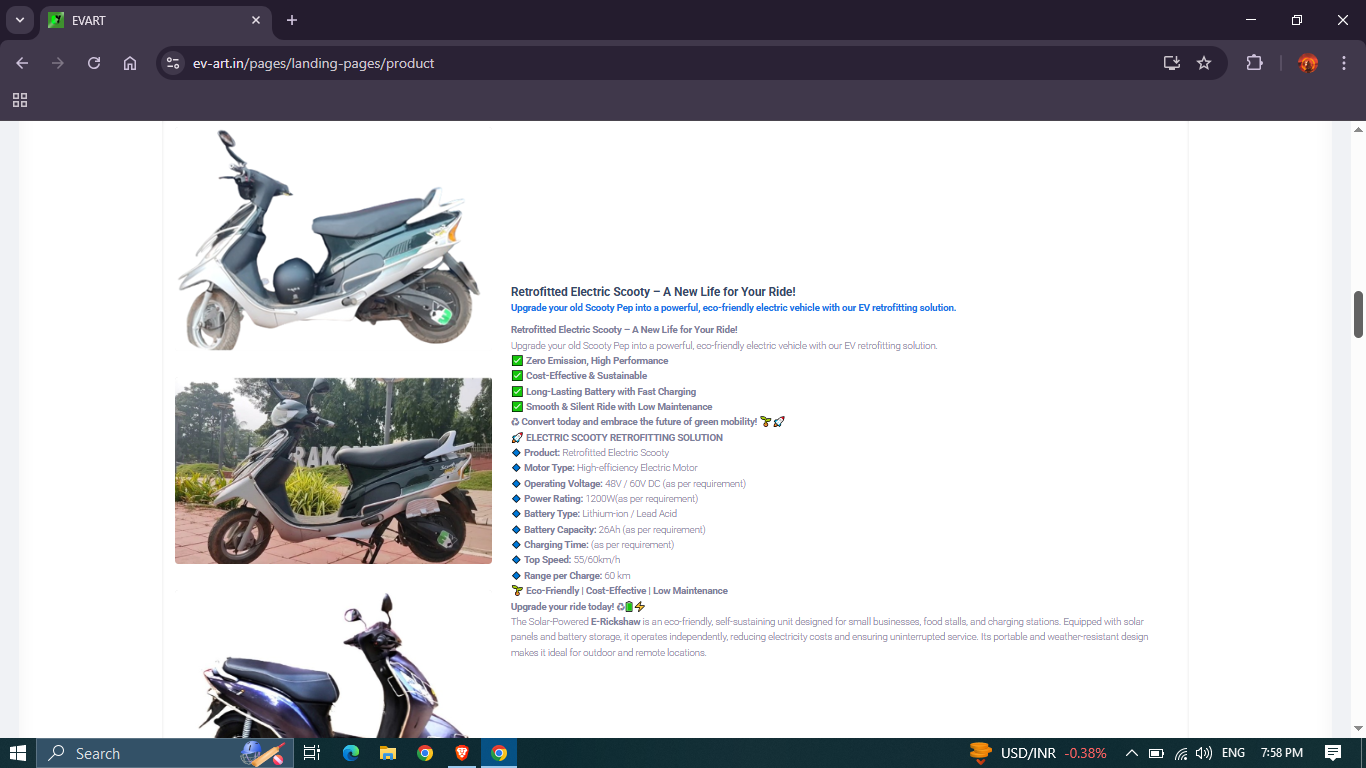 EVART
ev-art.in/pages/landing-pages/product
Retrofitted Electric Scooty – A New Life for Your Ride!
Upgrade your old Scooty Pep into a powerful, eco-friendly electric vehicle with our EV retrofitting solution.
Retrofitted Electric Scooty – A New Life for Your Ride!
Upgrade your old Scooty Pep into a powerful, eco-friendly electric vehicle with our EV retrofitting solution.
✅ Zero Emission, High Performance
✅ Cost-Effective & Sustainable
✅ Long-Lasting Battery with Fast Charging
✅ Smooth & Silent Ride with Low Maintenance
♻ Convert today and embrace the future of green mobility! 🌱🚀
🚀 ELECTRIC SCOOTY RETROFITTING SOLUTION
🔹 Product: Retrofitted Electric Scooty
🔹 Motor Type: High-efficiency Electric Motor
🔹 Operating Voltage: 48V / 60V DC (as per requirement)
🔹 Power Rating: 1200W(as per requirement)
🔹 Battery Type: Lithium-ion / Lead Acid
🔹 Battery Capacity: 26Ah (as per requirement)
🔹 Charging Time: (as per requirement)
🔹 Top Speed: 55/60km/h
🔹 Range per Charge: 60 km
🌱 Eco-Friendly | Cost-Effective | Low Maintenance
Upgrade your ride today! ♻🔋⚡
The Solar-Powered E-Rickshaw is an eco-friendly, self-sustaining unit designed for small businesses, food stalls, and charging stations. Equipped with solar
panels and battery storage, it operates independently, reducing electricity costs and ensuring uninterrupted service. Its portable and weather-resistant design
makes it ideal for outdoor and remote locations.
Search
USD/INR -0.38%
ENG
7:58 PM